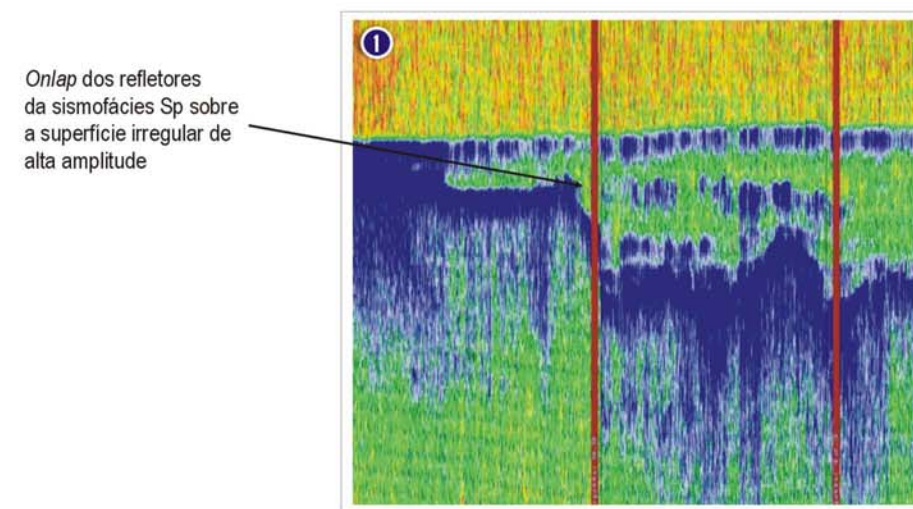 Onlap dos refletores
da sismofácies Sp sobre
a superfície irregular de
alta amplitude
1